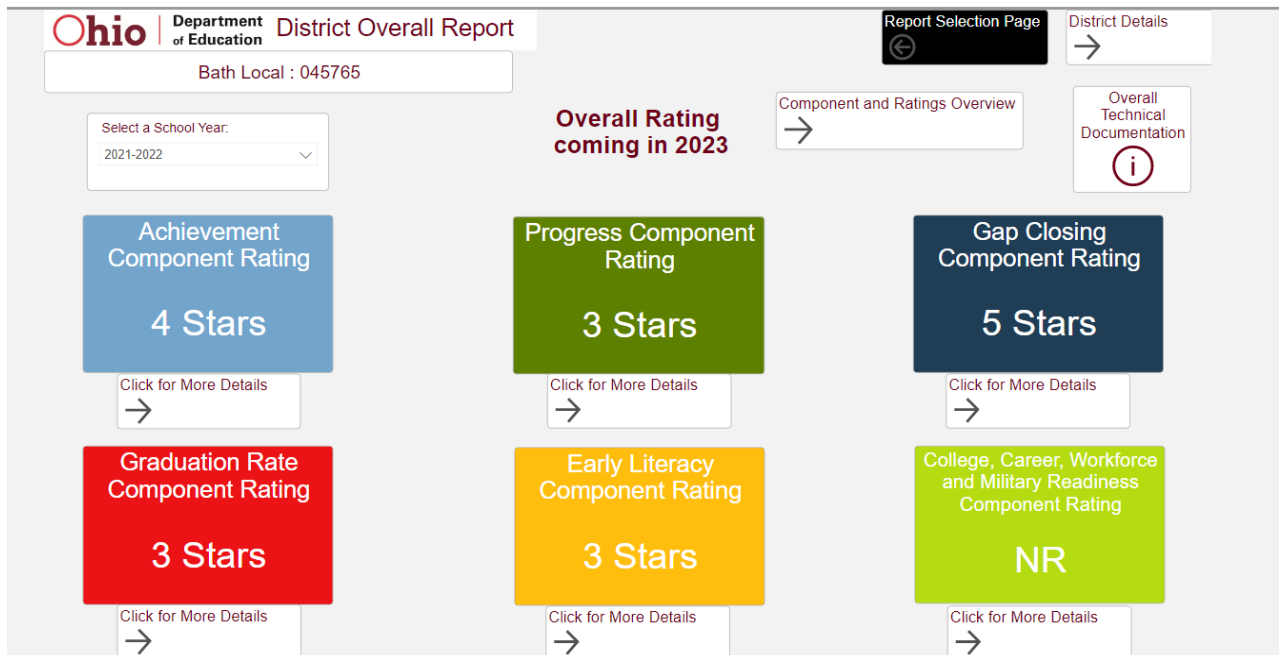 Ohio
Department
of Education
District Overall Report
Report Selection Page
District Details
Bath Local : 045765
Select a School Year:
2021-2022
Overall Rating
coming in 2023
Component and Ratings Overview
Overall
Technical
Documentation
i
Achievement
Component Rating
4 Stars
Click for More Details
Progress Component
Rating
3 Stars
Click for More Details
Gap Closing
Component Rating
5 Stars
Click for More Details
Graduation Rate
Component Rating
3 Stars
Click for More Details
Early Literacy
Component Rating
3 Stars
Click for More Details
College, Career, Workforce
and Military Readiness
Component Rating
NR
Click for More Details